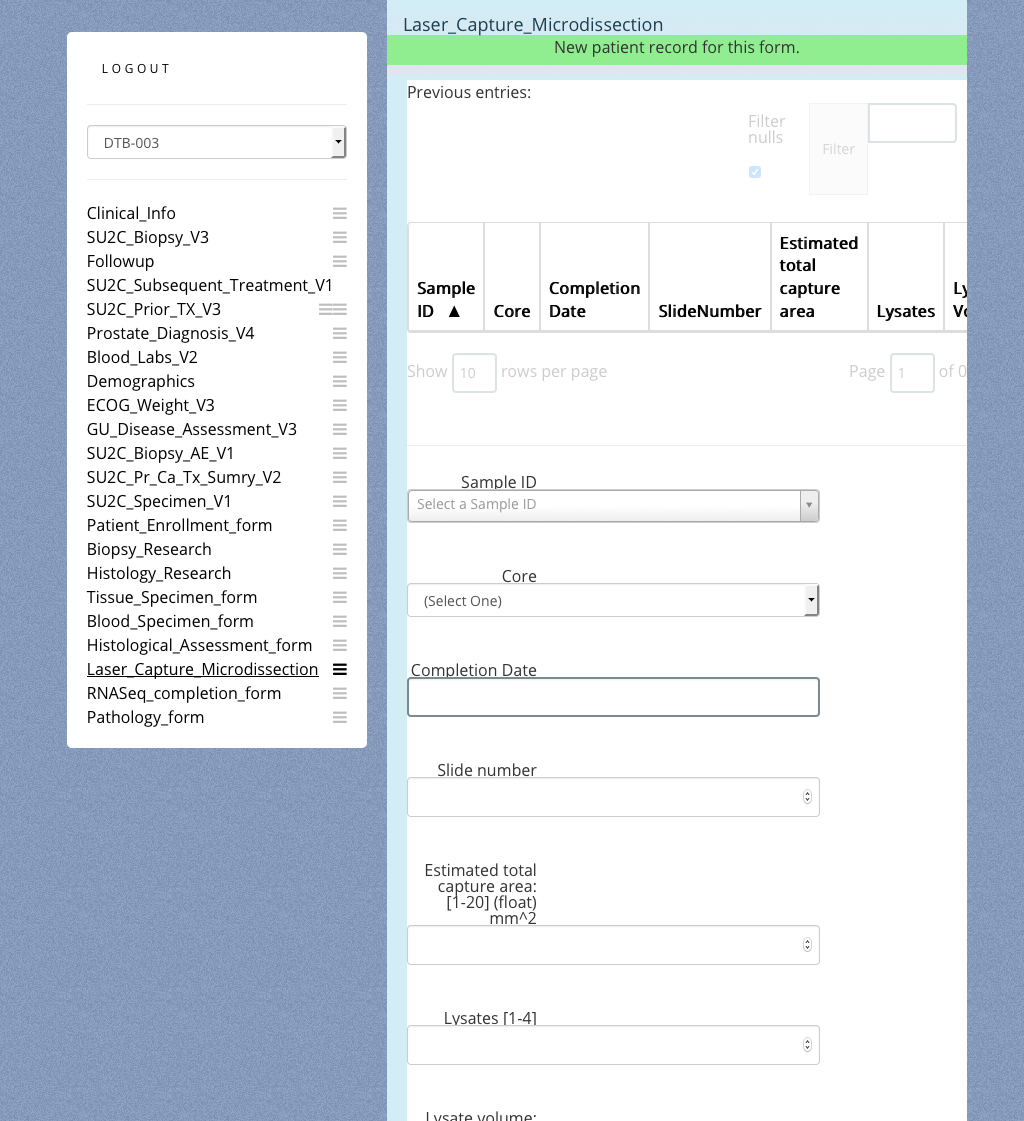 LOGOUT
DTB-003
Clinical_Info
SU2C_Biopsy_V3
Followup
SU2C_Subsequent_Treatment_V1
SU2C_Prior_TX_V3
Prostate_Diagnosis_V4
Blood_Labs_V2
Demographics
ECOG_Weight_V3
GU_Disease_Assessment_V3
SU2C_Biopsy_AE_V1
SU2C_Pr_Ca_Tx_Sumry_V2
SU2C_Specimen_V1
Patient_Enrollment_form
Biopsy_Research
Histology_Research
Tissue_Specimen_form
Blood_Specimen_form
Histological_Assessment_form
Laser_Capture_Microdissection
RNASeq_completion_form
Pathology_form
Laser_Capture_Microdissection
New patient record for this form.
Previous entries:
Filter
nulls
Filter
Sample
ID ▲
Core
Completion
Date
SlideNumber
Estimated
total
capture
area
Lysates
Ly
Vo
Show 10 rows per page
Page 1 of 0
Sample ID
Select a Sample ID
Core
(Select One)
Completion Date
Slide number
Estimated total
capture area:
[1-20] (float)
mm^2
Lysates [1-4]
Lysate volume: